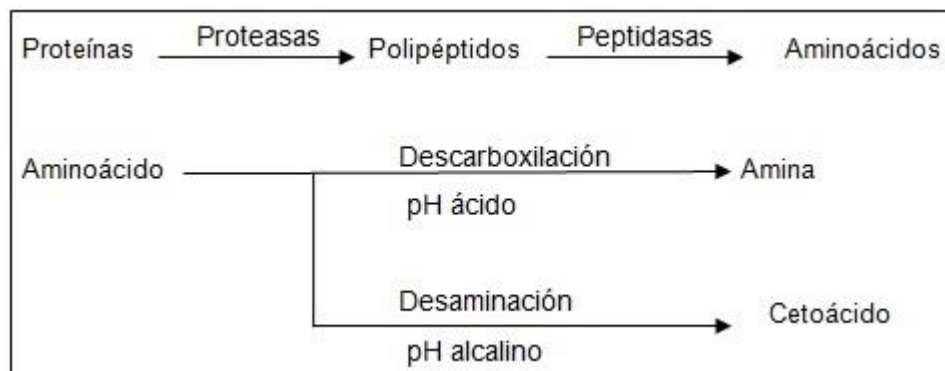 Proteínas Proteasas Polipéptidos Peptidasas Aminoácidos
Aminoácido Descarboxilación Amina
pH ácido
Desaminación Cetoácido
pH alcalino